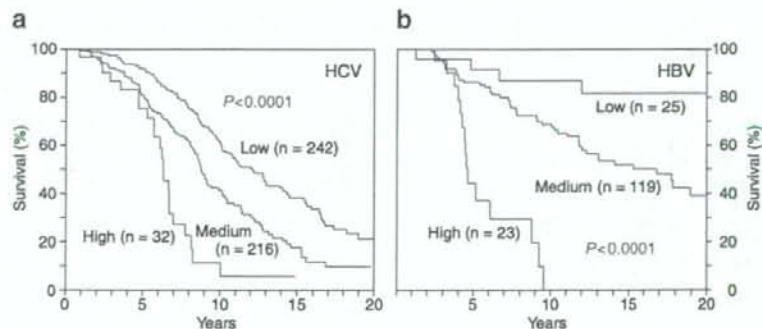 a
HCV
P<0.0001
Low (n = 242)
High (n = 32)
Medium
(n = 216)
Survival (%)
100
80
60
40
20
0
0 5 10 15 20
Years
b
HBV
Low (n = 25)
Medium (n = 119)
High (n = 23)
P<0.0001
Survival (%)
100
80
60
40
20
0
5 10 15 20
Years